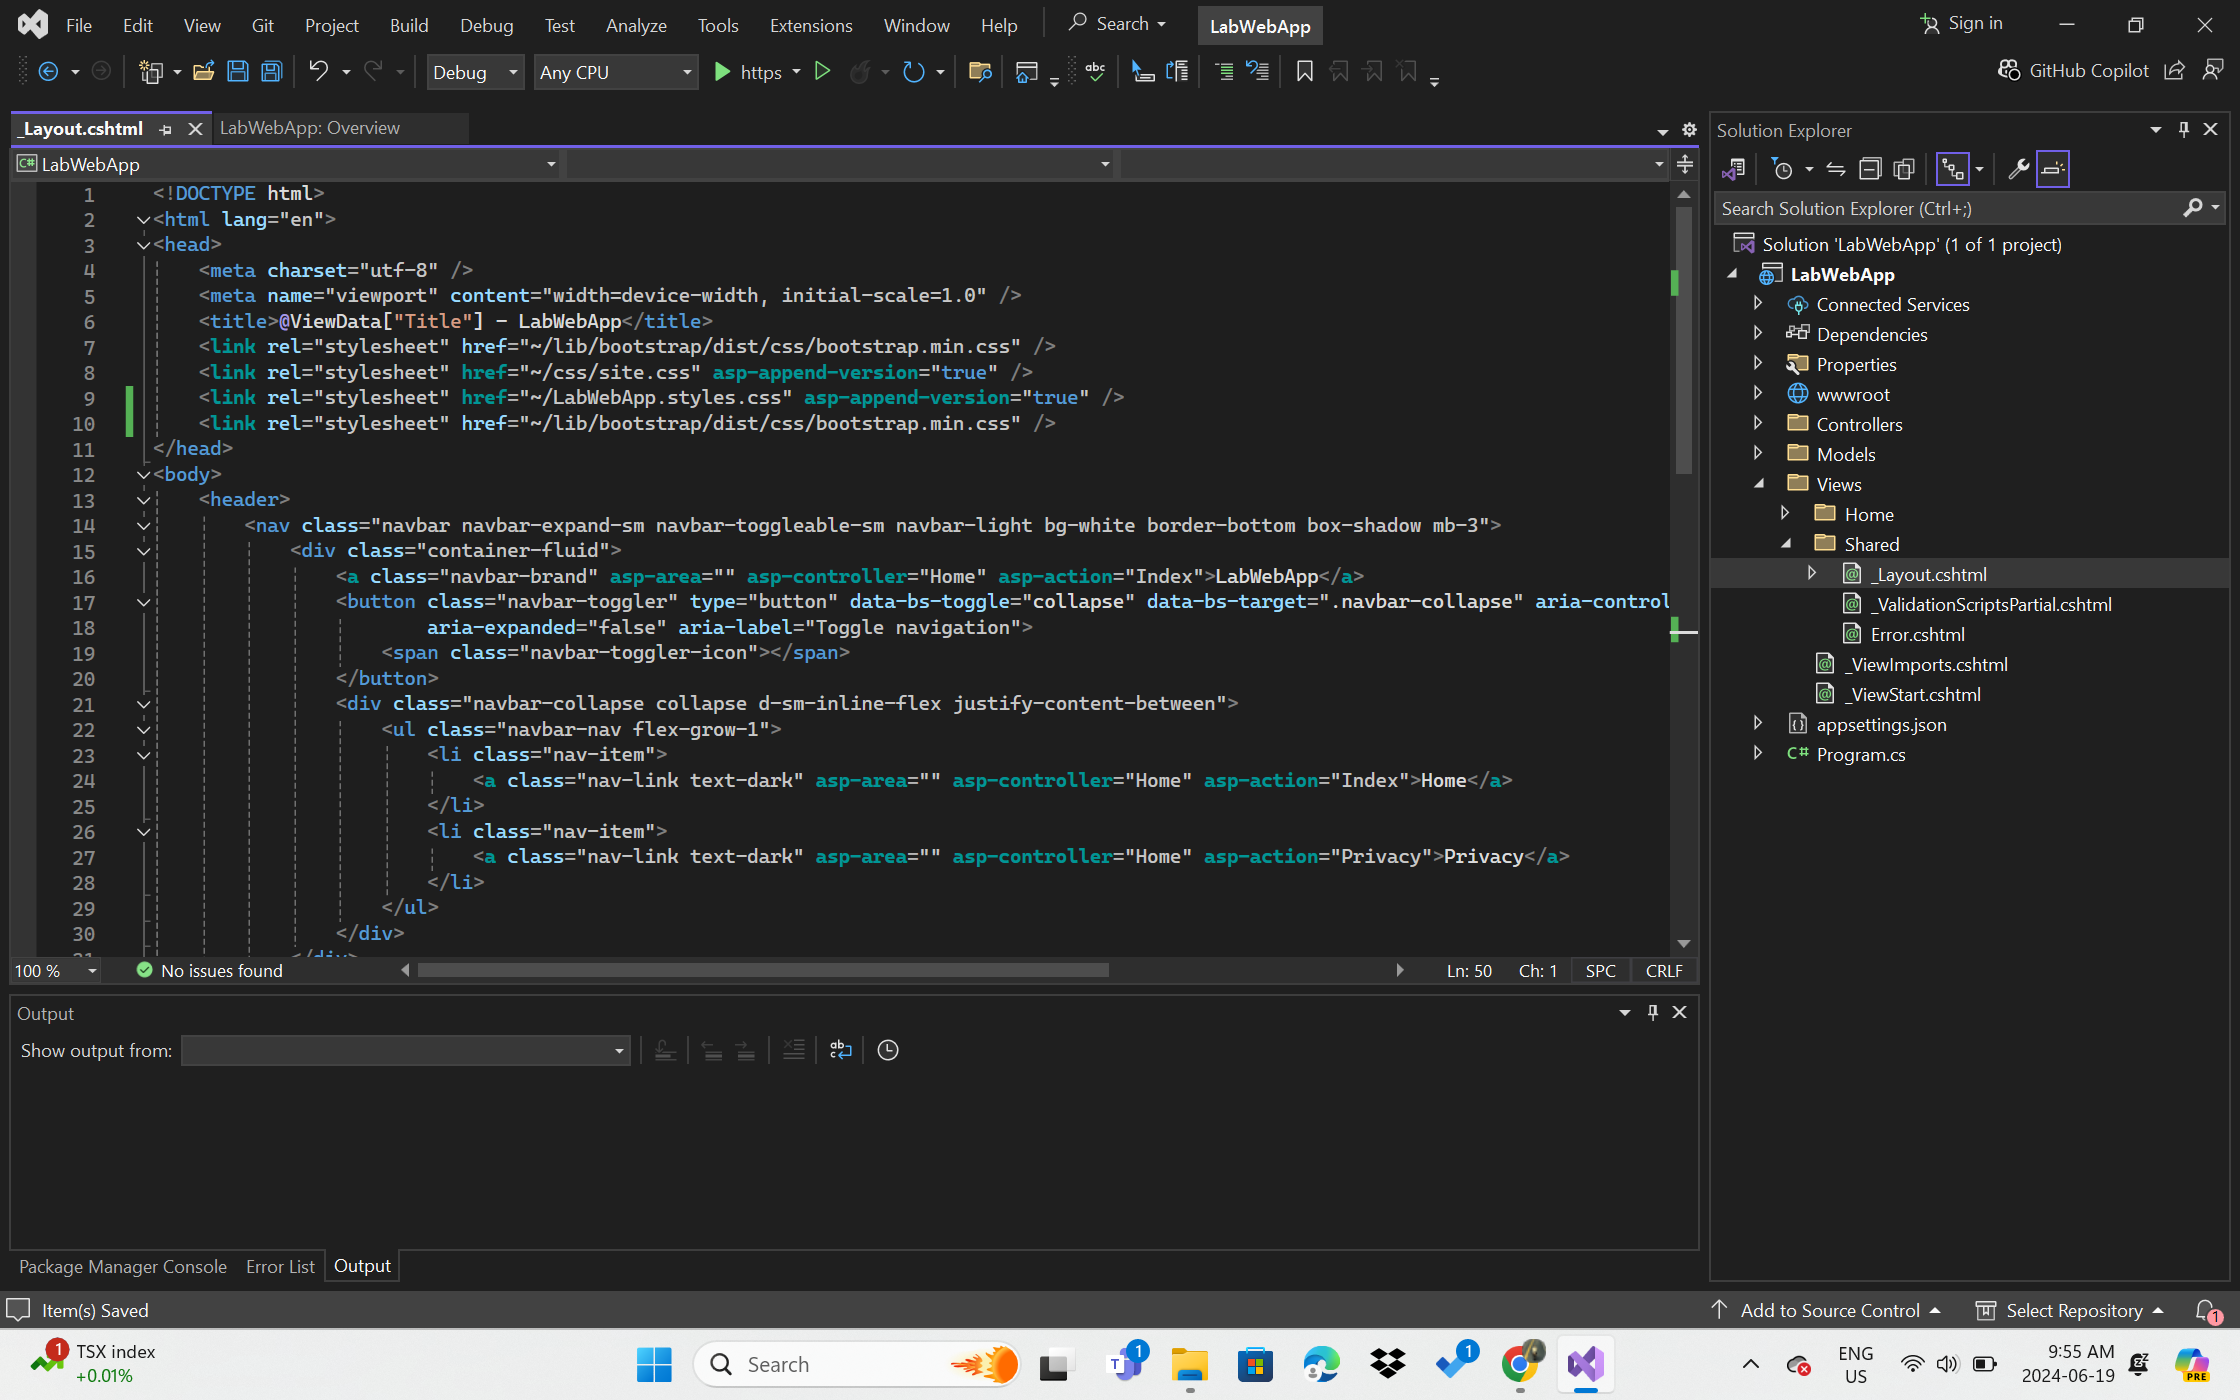 File Edit View Git Project Build Debug Test Analyze Tools Extensions Window Help Search LabWebApp Sign in
Debug Any CPU https GitHub Copilot
_Layout.cshtml LabWebApp: Overview
C# LabWebApp
1 <!DOCTYPE html>
2 <html lang="en">
3 <head>
4 <meta charset="utf-8" />
5 <meta name="viewport" content="width=device-width, initial-scale=1.0" />
6 <title>@ViewData["Title"] - LabWebApp</title>
7 <link rel="stylesheet" href="~/lib/bootstrap/dist/css/bootstrap.min.css" />
8 <link rel="stylesheet" href="~/css/site.css" asp-append-version="true" />
9 <link rel="stylesheet" href="~/LabWebApp.styles.css" asp-append-version="true" />
10 <link rel="stylesheet" href="~/lib/bootstrap/dist/css/bootstrap.min.css" />
11 </head>
12 <body>
13 <header>
14 <nav class="navbar navbar-expand-sm navbar-toggleable-sm navbar-light bg-white border-bottom box-shadow mb-3">
15 <div class="container-fluid">
16 <a class="navbar-brand" asp-area="" asp-controller="Home" asp-action="Index">LabWebApp</a>
17 <button class="navbar-toggler" type="button" data-bs-toggle="collapse" data-bs-target=".navbar-collapse" aria-control
18 aria-expanded="false" aria-label="Toggle navigation">
19 <span class="navbar-toggler-icon"></span>
20 </button>
21 <div class="navbar-collapse collapse d-sm-inline-flex justify-content-between">
22 <ul class="navbar-nav flex-grow-1">
23 <li class="nav-item">
24 <a class="nav-link text-dark" asp-area="" asp-controller="Home" asp-action="Index">Home</a>
25 </li>
26 <li class="nav-item">
27 <a class="nav-link text-dark" asp-area="" asp-controller="Home" asp-action="Privacy">Privacy</a>
28 </li>
29 </ul>
30 </div>
31 </div>
100 % No issues found Ln: 50 Ch: 1 SPC CRLF
Output
Show output from:
Package Manager Console Error List Output
Solution Explorer
Search Solution Explorer (Ctrl+;)
Solution 'LabWebApp' (1 of 1 project)
LabWebApp
Connected Services
Dependencies
Properties
wwwroot
Controllers
Models
Views
Home
Shared
_Layout.cshtml
_ValidationScriptsPartial.cshtml
Error.cshtml
_ViewImports.cshtml
_ViewStart.cshtml
appsettings.json
C# Program.cs
Item(s) Saved Add to Source Control Select Repository 1
1 TSX index
+0.01%
Search
T 1
1
ENG
US
9:55 AM
2024-06-19
PRE